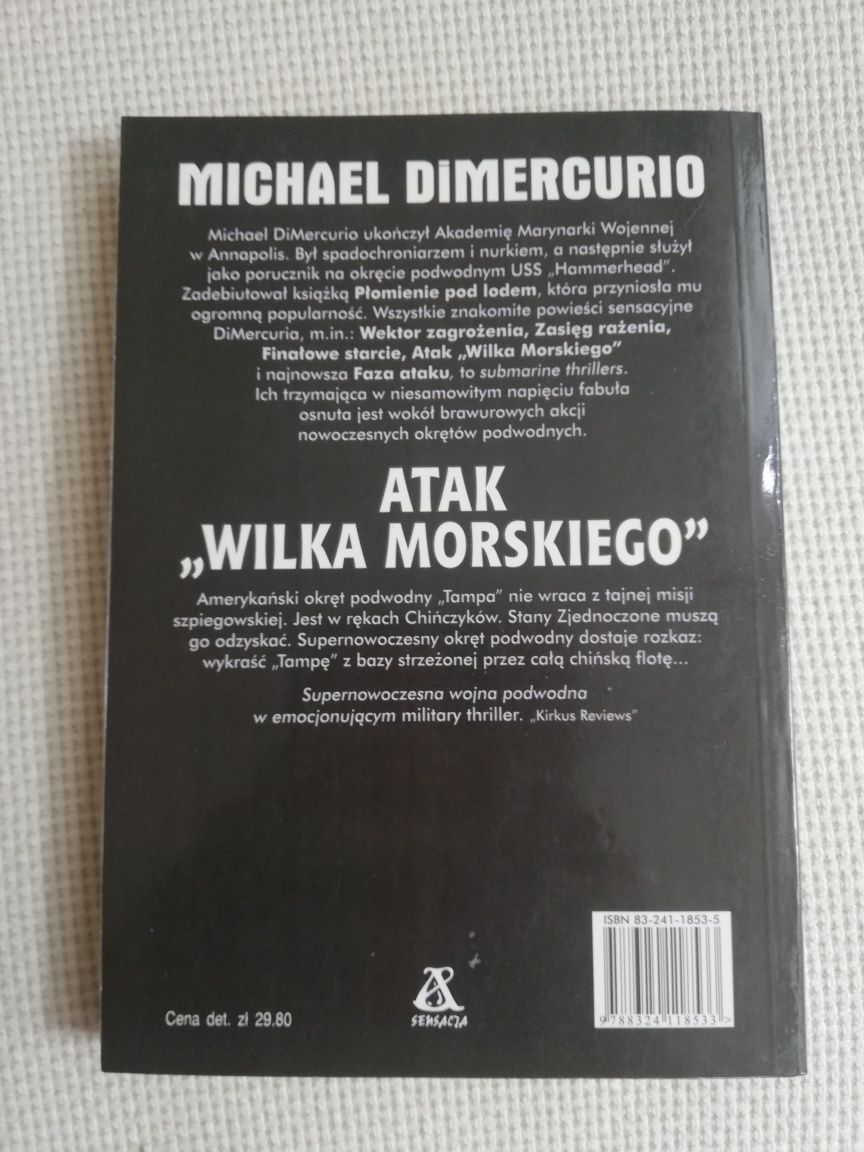 MICHAEL DiMERCURIO
Michael DiMercurio ukończył Akademię Marynarki Wojennej
w Annapolis. Był spadochroniarzem i nurkiem, a następnie służył
jako porucznik na okręcie podwodnym USS „Hammerhead”.
Zadebiutował książką Płomienie pod lodem, która przyniosła mu
ogromną popularność. Wszystkie znakomite powieści sensacyjne
DiMercuria, m.in.: Wektor zagrożenia, Zasięg rażenia,
Finałowe starcie, Atak „Wilka Morskiego”
i najnowsza Faza ataku, to submarine thrillers.
Ich trzymająca w niesamowitym napięciu fabuła
osnuta jest wokół brawurowych akcji
nowoczesnych okrętów podwodnych.
ATAK
„WILKA MORSKIEGO”
Amerykański okręt podwodny „Tampa” nie wraca z tajnej misji
szpiegowskiej. Jest w rękach Chińczyków. Stany Zjednoczone muszą
go odzyskać. Supernowoczesny okręt podwodny dostaje rozkaz:
wykraść „Tampę” z bazy strzeżonej przez całą chińską flotę...
Supernowoczesna wojna podwodna
w emocjonującym military thriller. „Kirkus Reviews”
ISBN 83-241-1853-5
9 788324 118533 >
Cena det. zł 29.80
SENSACJA